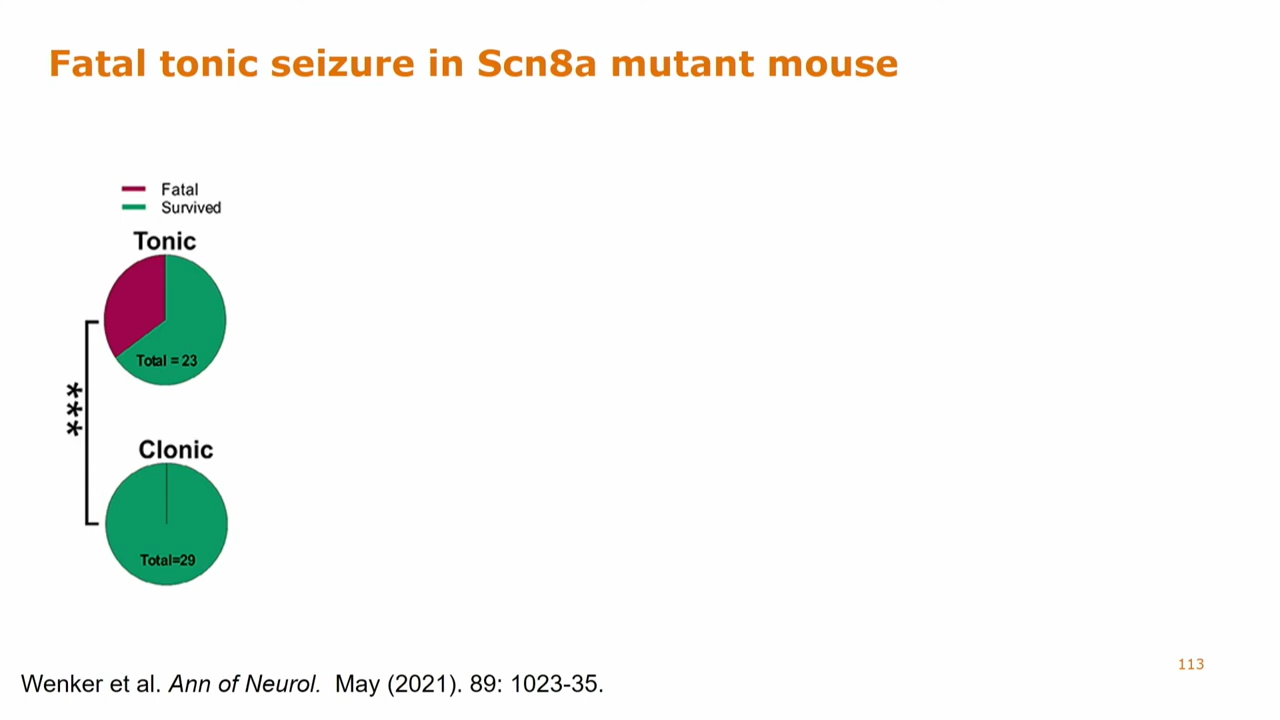 Fatal tonic seizure in Scn8a mutant mouse
Fatal
Survived
Tonic
Total = 23
***
Clonic
Total=29
113
Wenker et al. Ann of Neurol.  May (2021). 89: 1023-35.